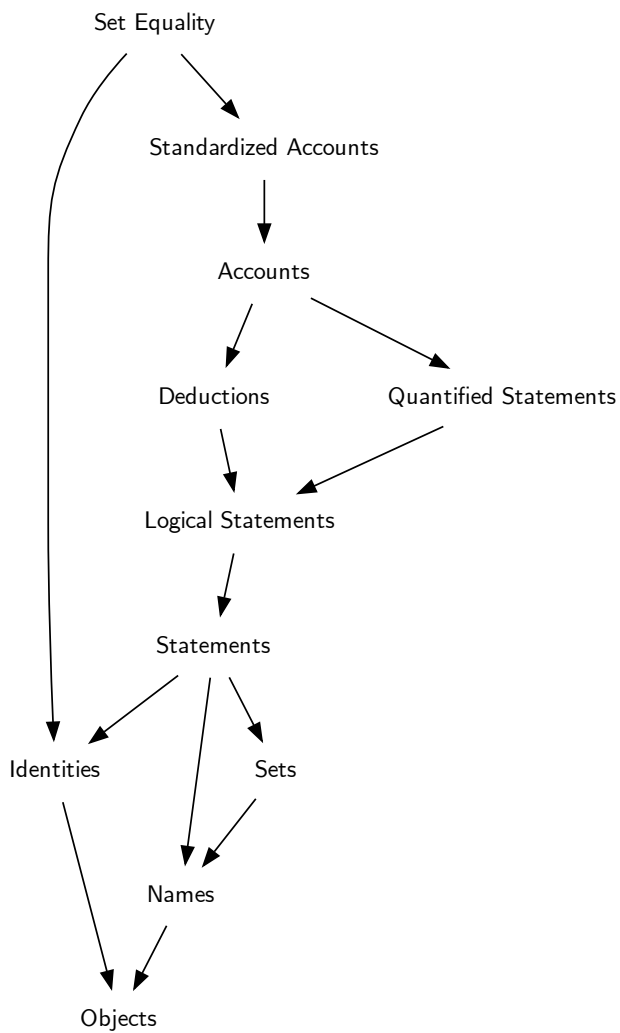 Set Equality
Standardized Accounts
Accounts
Deductions
Quantified Statements
Logical Statements
Statements
Identities
Sets
Names
Objects